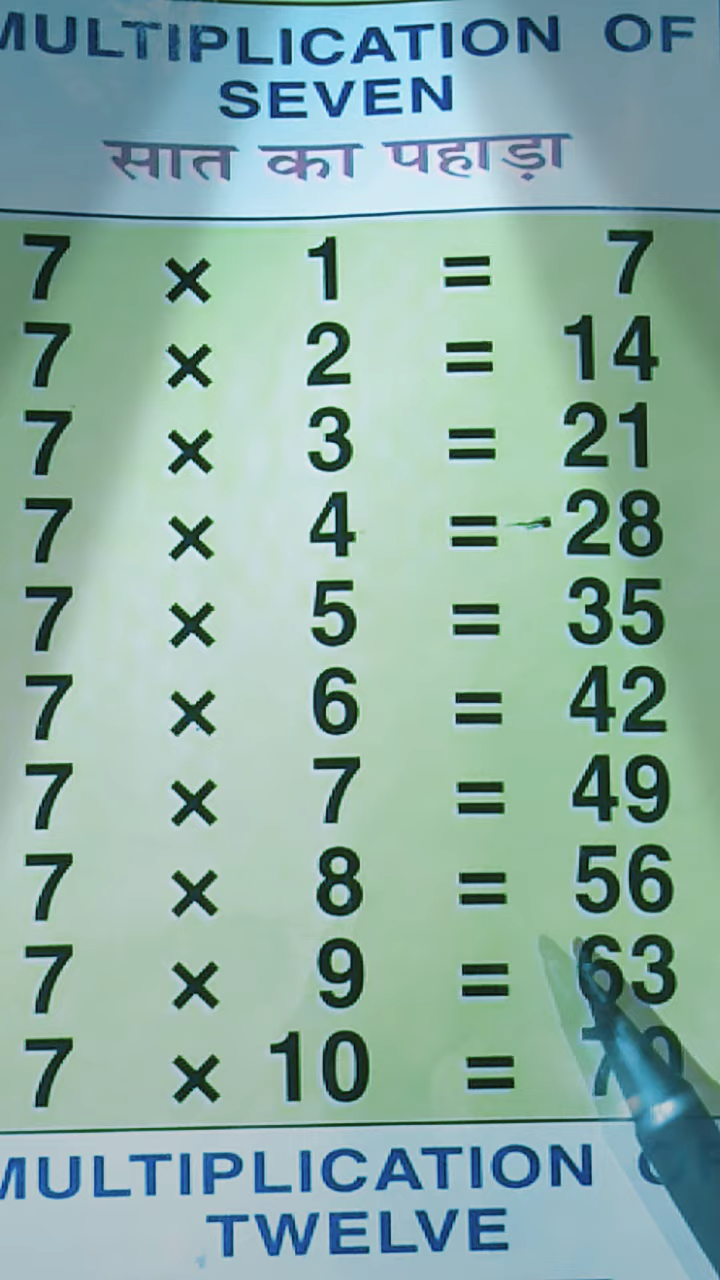 MULTIPLICATION OF
SEVEN
सात का पहाड़ा
7 × 1 = 7
7 × 2 = 14
7 × 3 = 21
7 × 4 = 28
7 × 5 = 35
7 × 6 = 42
7 × 7 = 49
7 × 8 = 56
7 × 9 = 63
7 × 10 = 70
MULTIPLICATION
TWELVE